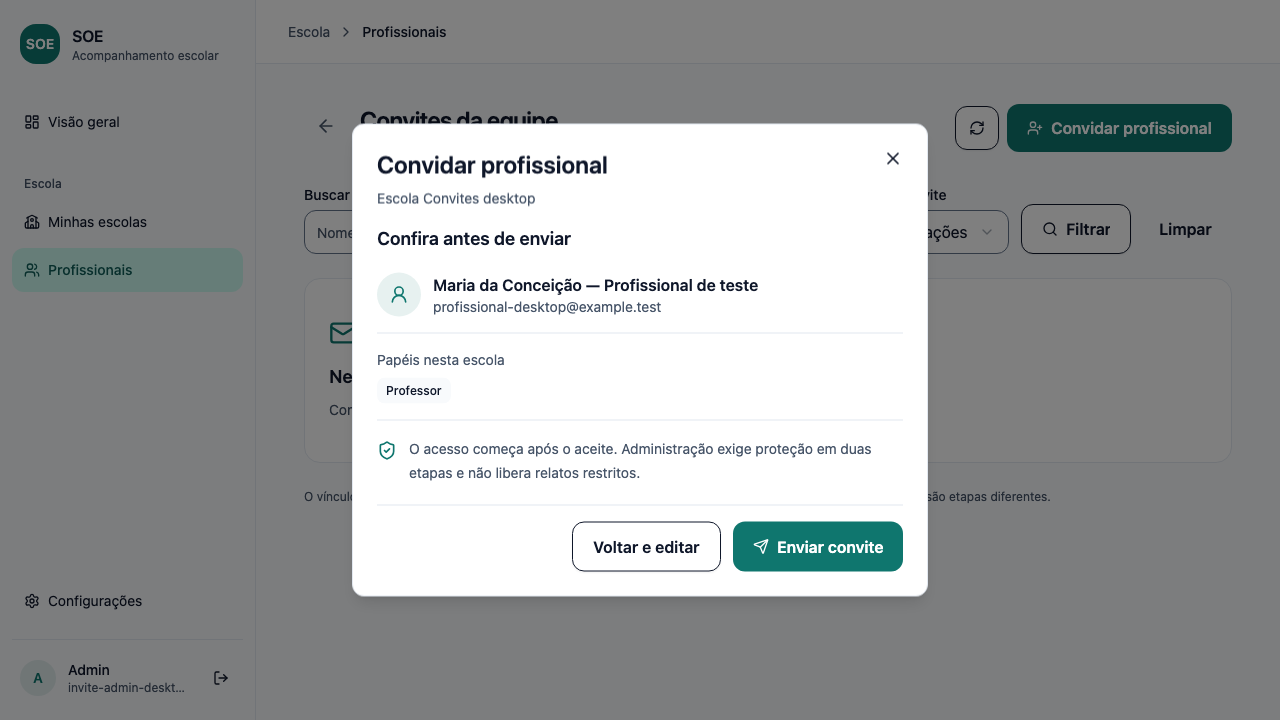 SOE
SOE
Acompanhamento escolar
Visão geral
Escola
Minhas escolas
Profissionais
Configurações
A
Admin
invite-admin-deskt...
Escola
Profissionais
Convites da equipe
Convidar profissional
Buscar
Filtrar
Limpar
Convidar profissional
Escola Convites desktop
Confira antes de enviar
Maria da Conceição — Profissional de teste
profissional-desktop@example.test
Papéis nesta escola
Professor
O acesso começa após o aceite. Administração exige proteção em duas
etapas e não libera relatos restritos.
Voltar e editar
Enviar convite
O
são etapas diferentes.